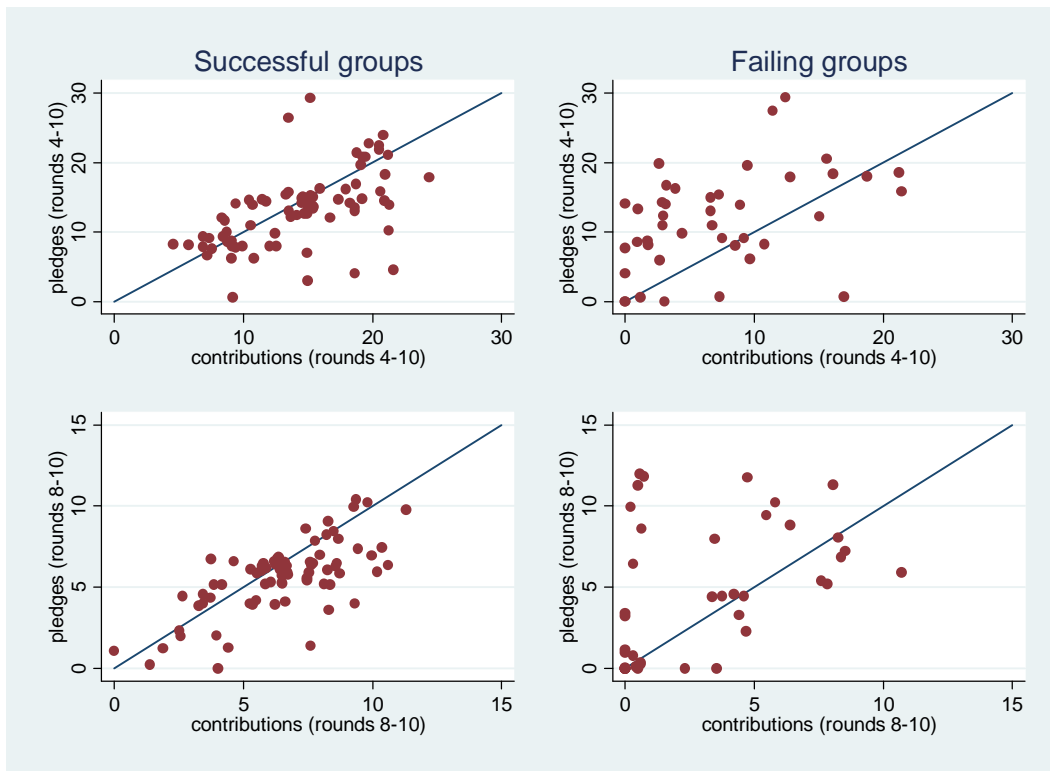 Successful groups
Failing groups
pledges (rounds 4-10)
30
20
10
0
0 10 20 30
contributions (rounds 4-10)
pledges (rounds 4-10)
30
20
10
0
0 10 20 30
contributions (rounds 4-10)
pledges (rounds 8-10)
15
10
5
0
0 5 10 15
contributions (rounds 8-10)
pledges (rounds 8-10)
15
10
5
0
0 5 10 15
contributions (rounds 8-10)